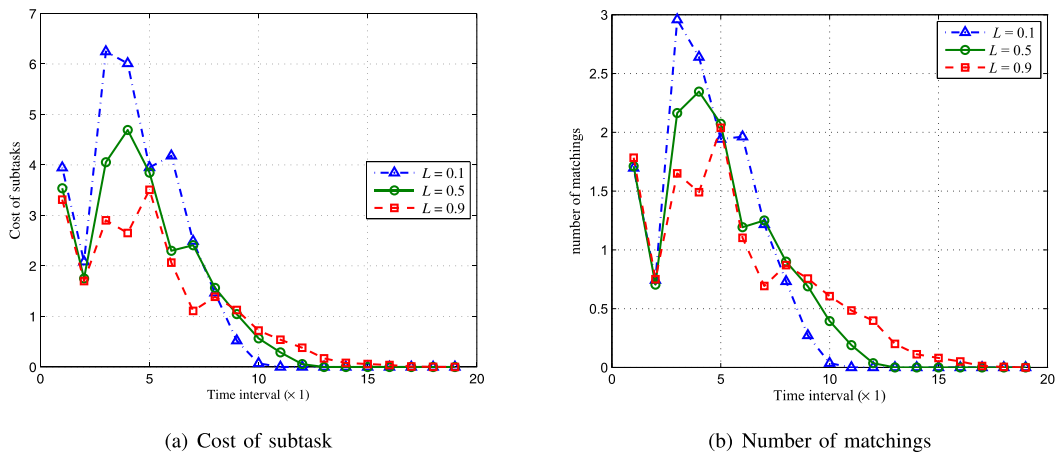 7
6
5
4
3
2
1
0
Cost of subtasks
L = 0.1
L = 0.5
L = 0.9
0 5 10 15 20
Time interval (× 1)
(a) Cost of subtask
3
2.5
2
1.5
1
0.5
0
number of matchings
L = 0.1
L = 0.5
L = 0.9
0 5 10 15 20
Time interval (× 1)
(b) Number of matchings